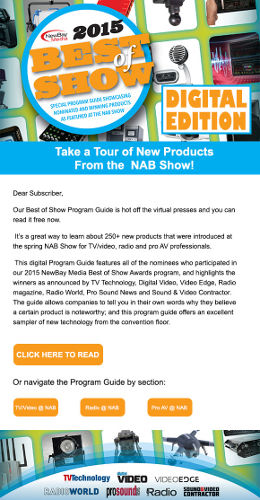 NewBay
Media
2015
BEST
of
SHOW
SPECIAL PROGRAM GUIDE SHOWCASING
NOMINATED AND WINNING PRODUCTS
AS FEATURED AT THE NAB SHOW
DIGITAL
EDITION
Take a Tour of New Products
From the NAB Show!
Dear Subscriber,
Our Best of Show Program Guide is hot off the virtual presses and you can
read it free now.
It's a great way to learn about 250+ new products that were introduced at
the spring NAB Show for TV/video, radio and pro AV professionals.
This digital Program Guide features all of the nominees who participated in
our 2015 NewBay Media Best of Show Awards program, and highlights the
winners as announced by TV Technology, Digital Video, Video Edge, Radio
magazine, Radio World, Pro Sound News and Sound & Video Contractor.
The guide allows companies to tell you in their own words why they believe
a certain product is noteworthy; and this program guide offers an excellent
sampler of new technology from the convention floor.
CLICK HERE TO READ
Or navigate the Program Guide by section:
TV/Video @ NAB
Radio @ NAB
Pro AV @ NAB
TVTechnology digital VIDEO VIDEOEDGE
RADIOWORLD prosoundnews Radio SOUND&VIDEO CONTRACTOR